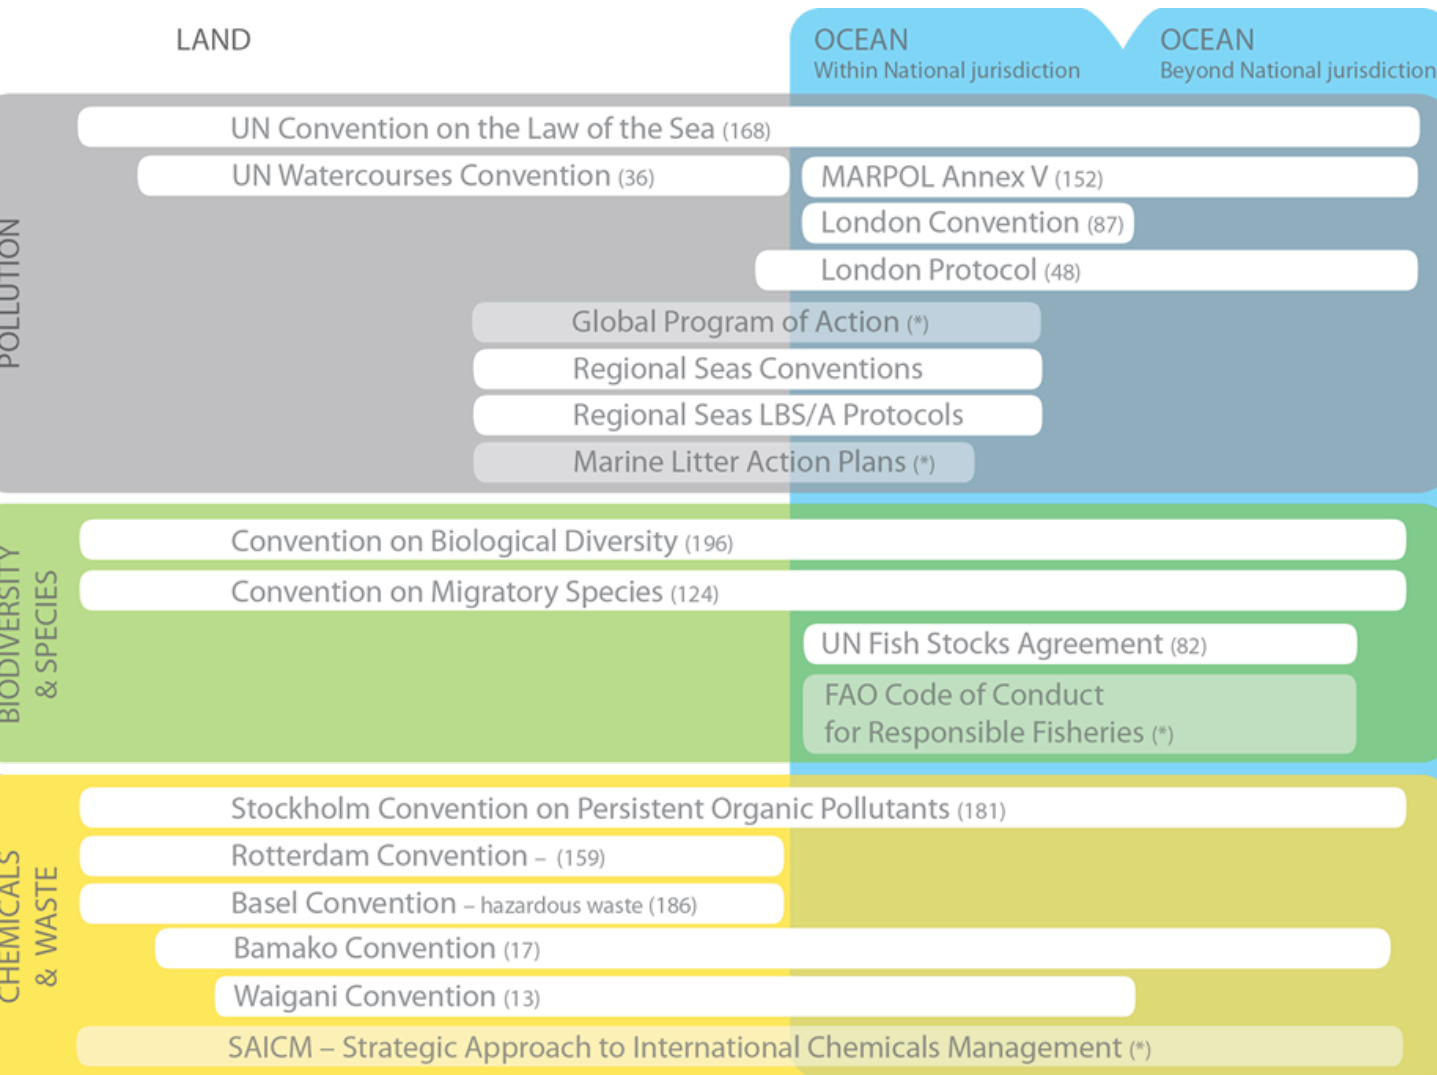 LAND
OCEAN
Within National jurisdiction
OCEAN
Beyond National jurisdiction
POLLUTION
UN Convention on the Law of the Sea (168)
UN Watercourses Convention (36)
MARPOL Annex V (152)
London Convention (87)
London Protocol (48)
Global Program of Action (*)
Regional Seas Conventions
Regional Seas LBS/A Protocols
Marine Litter Action Plans (*)
BIODIVERSITY
& SPECIES
Convention on Biological Diversity (196)
Convention on Migratory Species (124)
UN Fish Stocks Agreement (82)
FAO Code of Conduct
for Responsible Fisheries (*)
CHEMICALS
& WASTE
Stockholm Convention on Persistent Organic Pollutants (181)
Rotterdam Convention – (159)
Basel Convention – hazardous waste (186)
Bamako Convention (17)
Waigani Convention (13)
SAICM – Strategic Approach to International Chemicals Management (*)